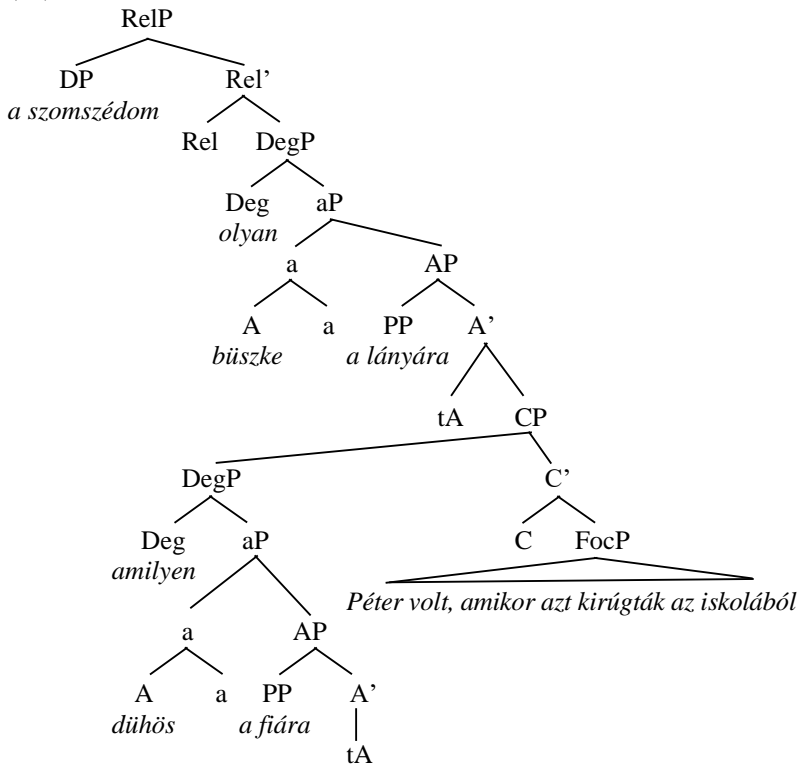 RelP
DP Rel’
a szomszédom
Rel DegP
Deg aP
olyan
a AP
A a PP A’
büszke a lányára
tA CP
DegP C’
Deg aP C FocP
amilyen
Péter volt, amikor azt kirúgták az iskolából
a AP
A a PP A’
dühös a fiára
tA